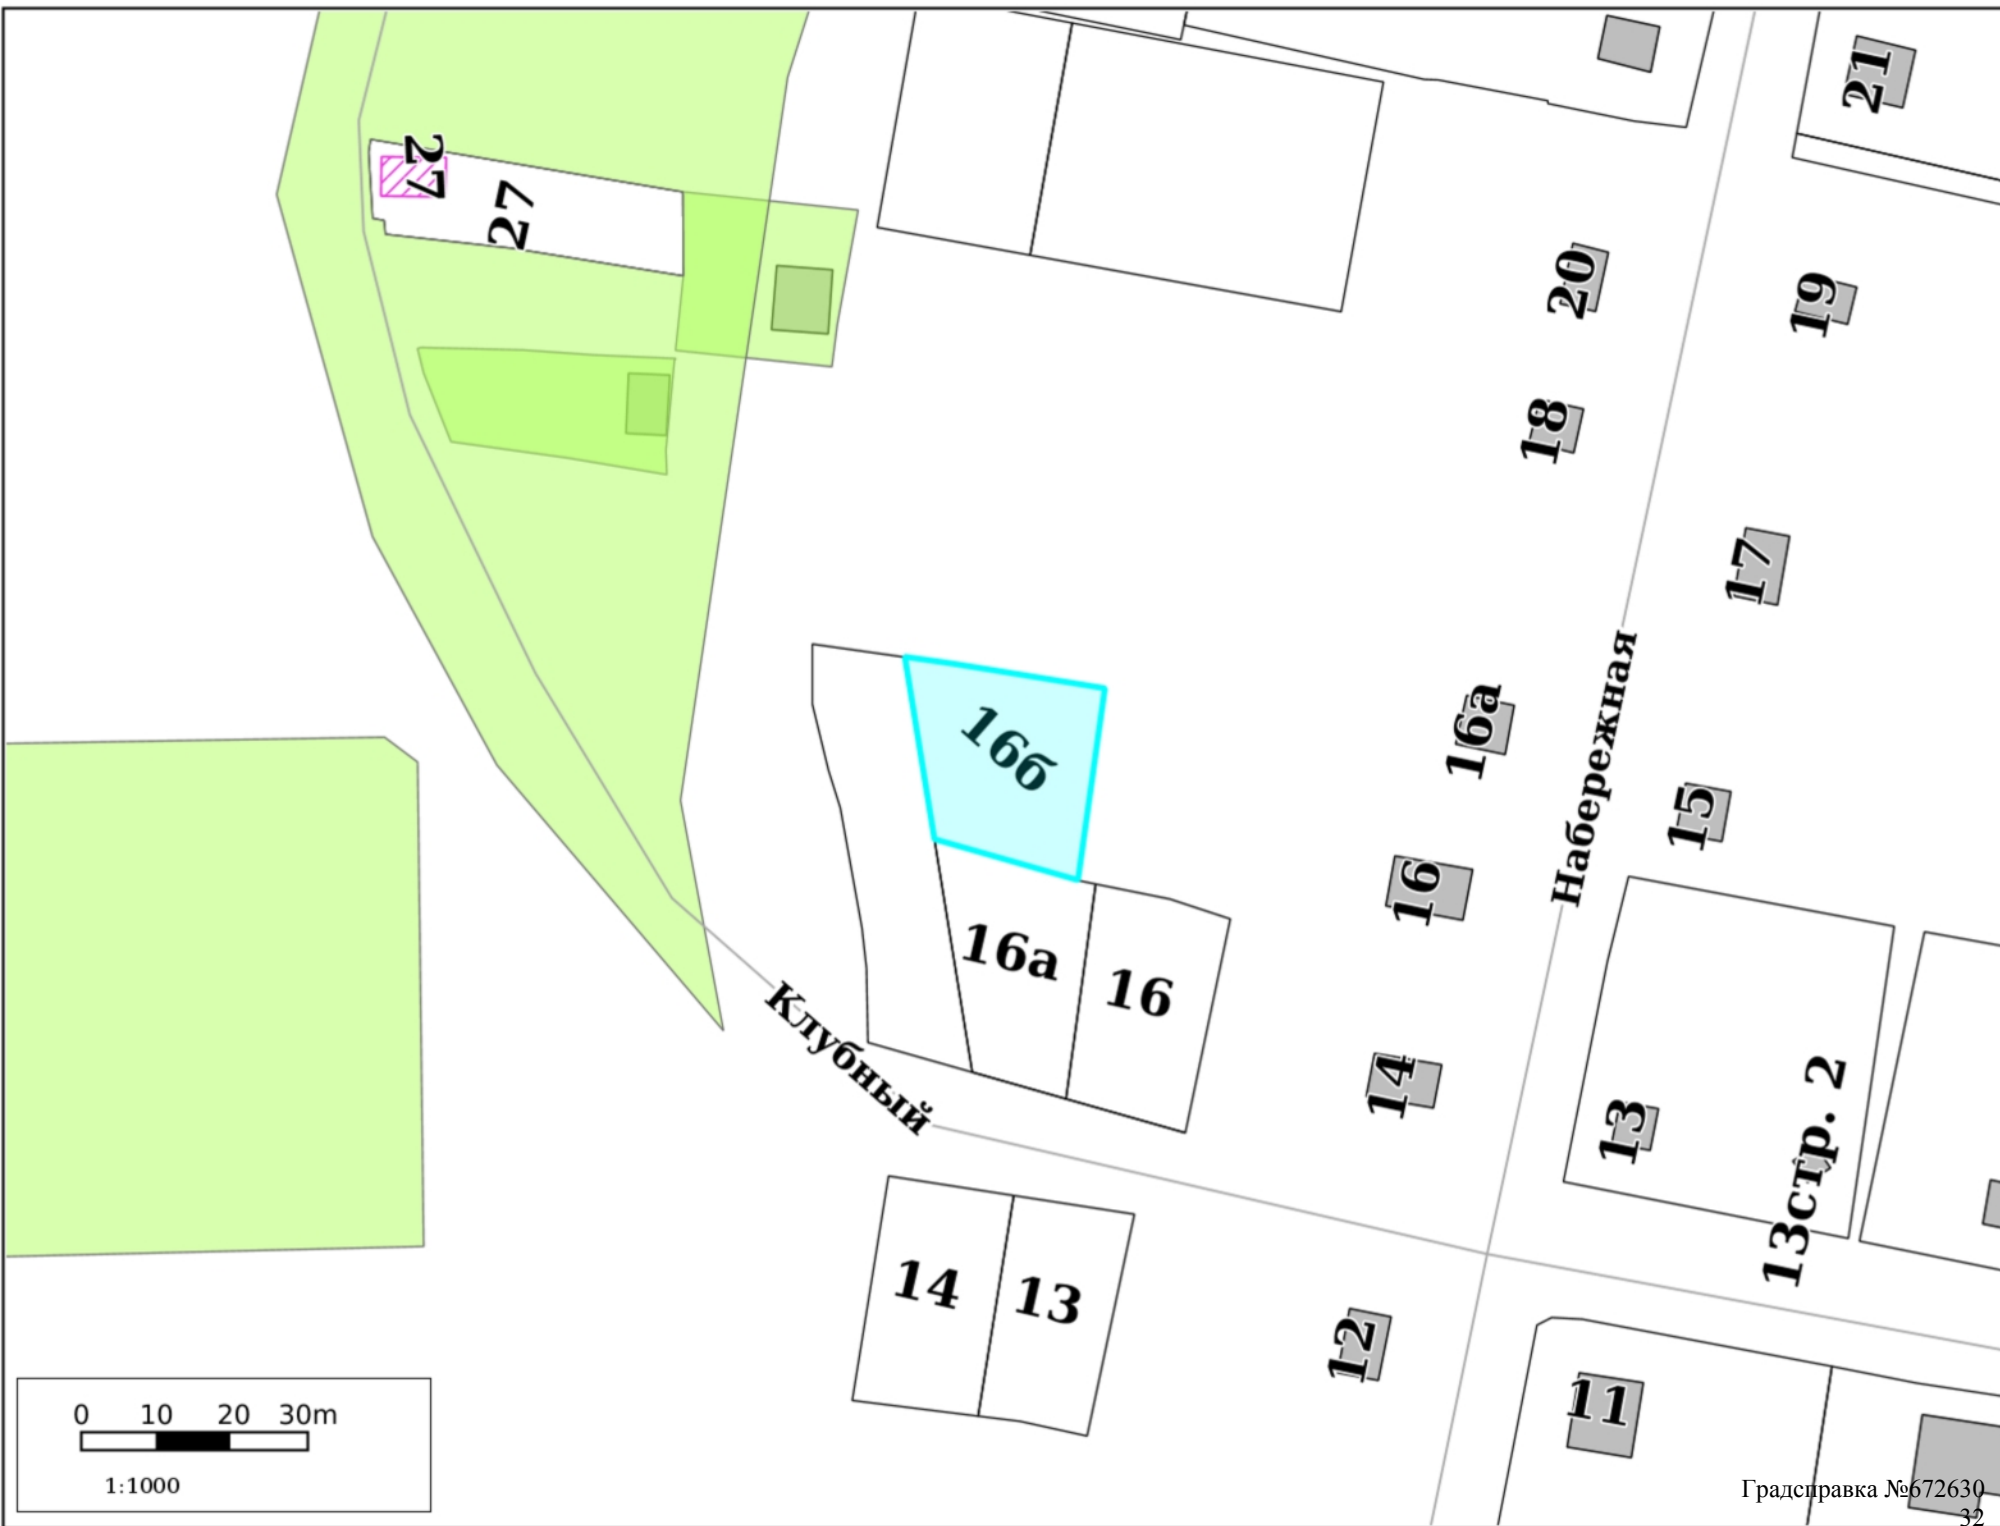 21
27
27
20
19
18
17
16б
16а
Набережная
15
16
16а
16
Клубный
14
13
13стр. 2
14
13
12
11
0 10 20 30m
1:1000
Градсправка №672630
32